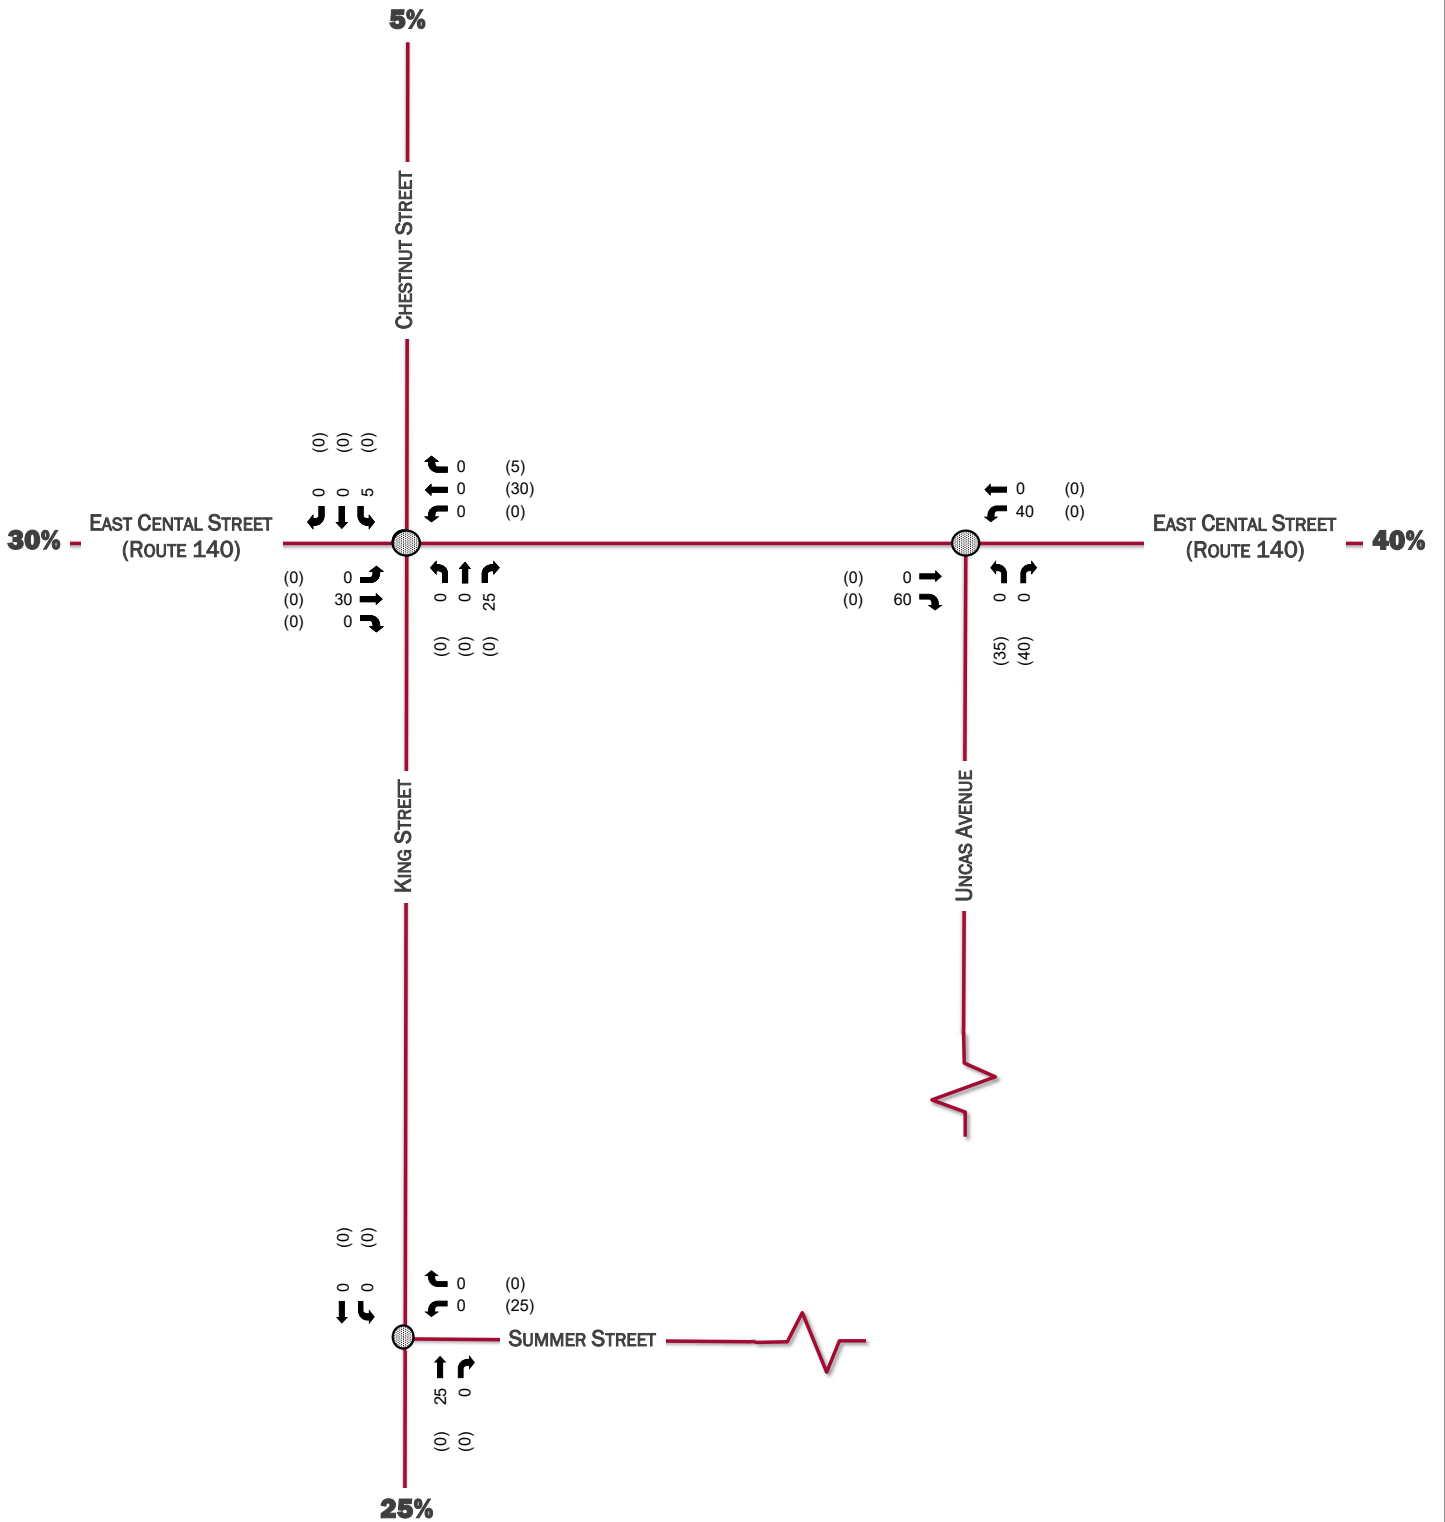 5%
CHESTNUT STREET
(0) (0) (0)
0 0 5
0 (5)
0 (30)
0 (0)
0 (0)
40 (0)
30%
EAST CENTAL STREET
(ROUTE 140)
EAST CENTAL STREET
(ROUTE 140)
40%
(0) 0
(0) 30
(0) 0
0 0 25
(0) (0) (0)
(0) 0
(0) 60
0 0
(35) (40)
KING STREET
UNCAS AVENUE
(0) (0)
0 0
0 (0)
0 (25)
SUMMER STREET
25 0
(0) (0)
25%